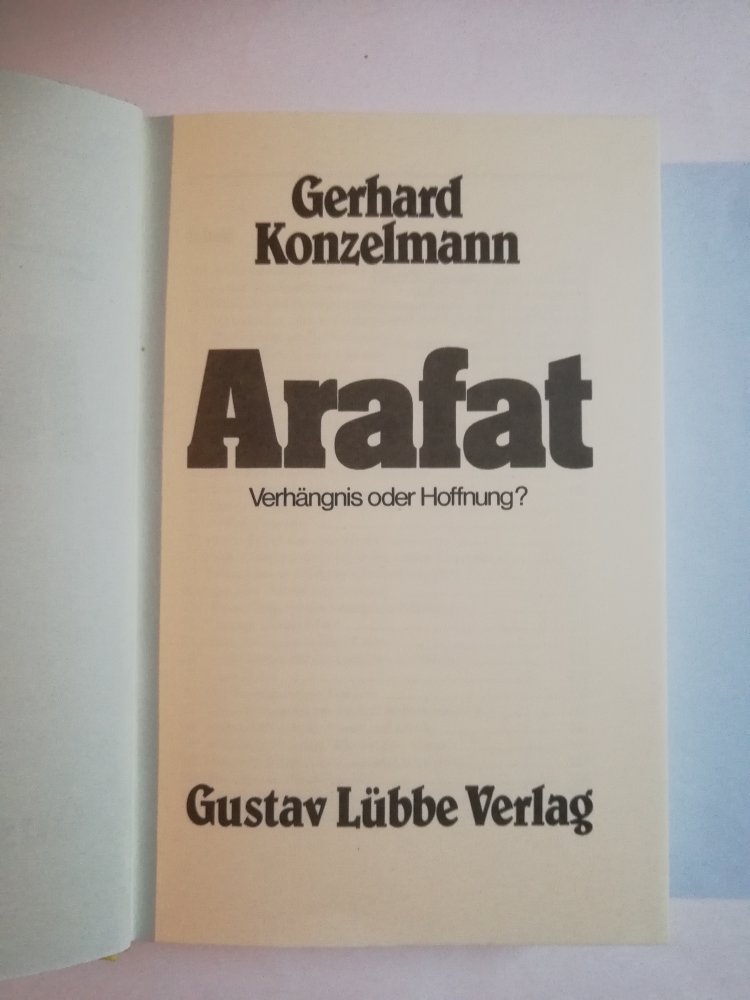 Gerhard
Konzelmann
Arafat
Verhängnis oder Hoffnung?
Gustav Lübbe Verlag